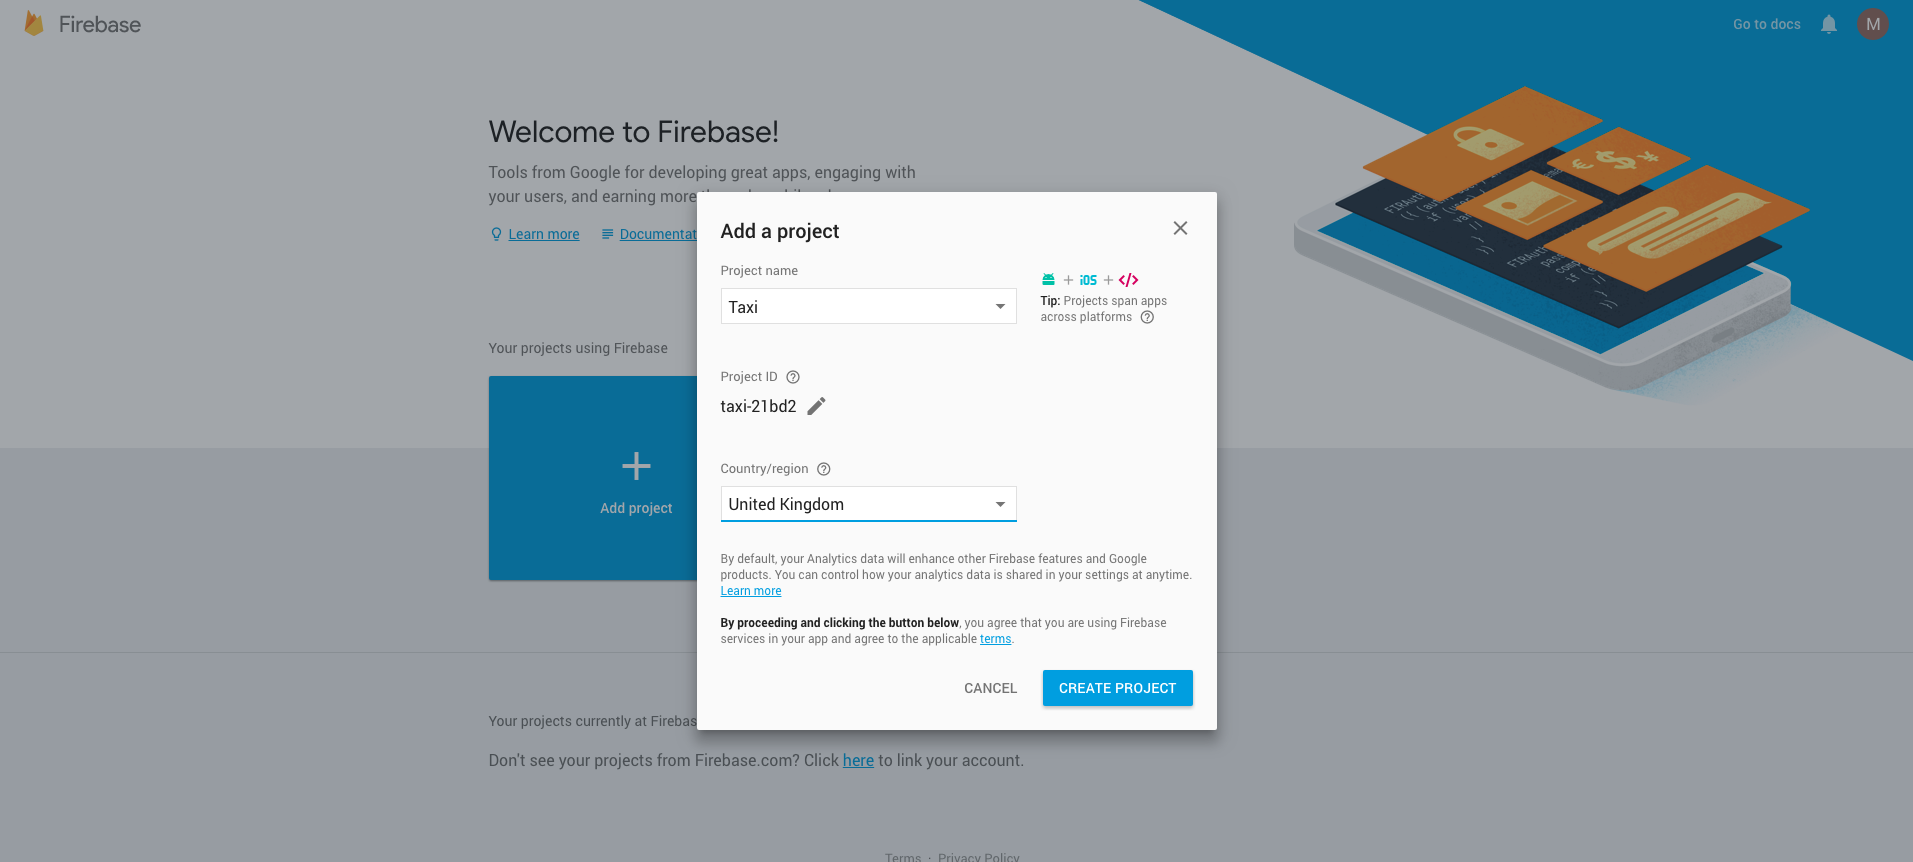 Firebase
Go to docs
M
Welcome to Firebase!
Tools from Google for developing great apps, engaging with
your users, and earning more
Learn more
Documentat
Your projects using Firebase
Add project
Add a project
Project name
Taxi
iOS
</>
Tip: Projects span apps
across platforms
Project ID
taxi-21bd2
Country/region
United Kingdom
By default, your Analytics data will enhance other Firebase features and Google
products. You can control how your analytics data is shared in your settings at anytime.
Learn more
By proceeding and clicking the button below, you agree that you are using Firebase
services in your app and agree to the applicable terms.
CANCEL
CREATE PROJECT
Your projects currently at Firebas
Don't see your projects from Firebase.com? Click here to link your account.
Terms · Privacy Policy